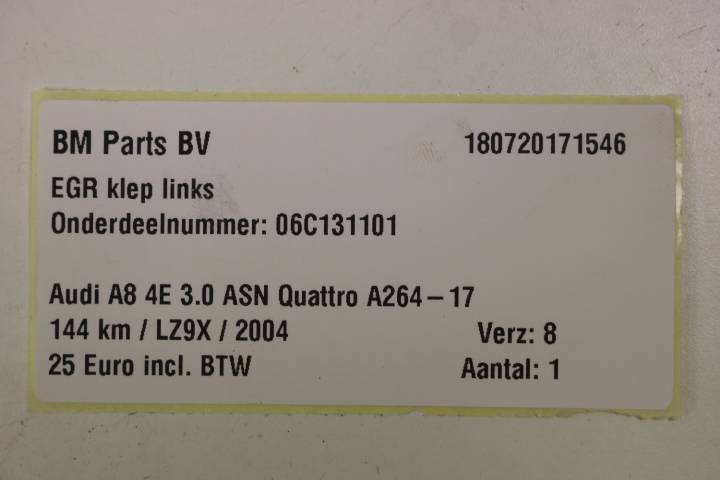 BM Parts BV 180720171546
EGR klep links
Onderdeelnummer: 06C131101
Audi A8 4E 3.0 ASN Quattro A264-17
144 km / LZ9X / 2004 Verz: 8
25 Euro incl. BTW Aantal: 1